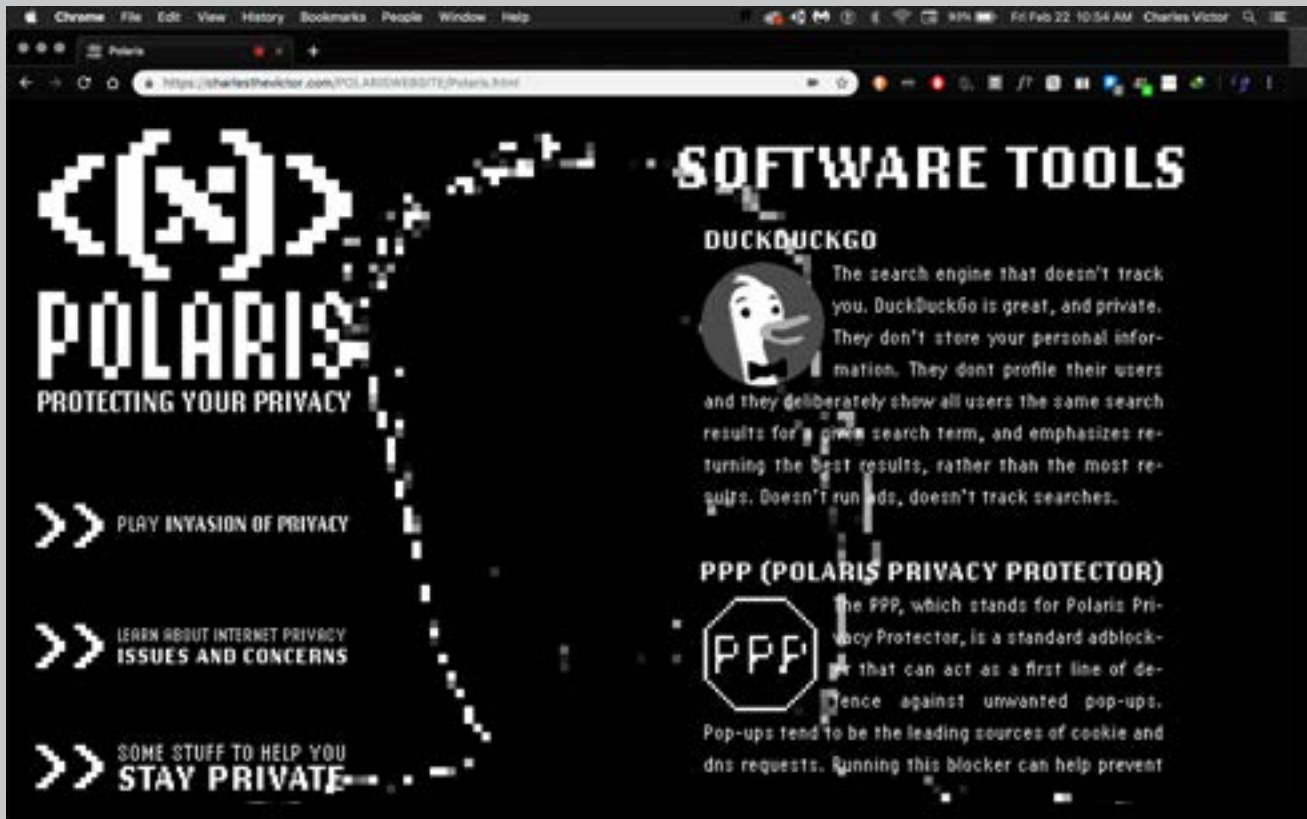 Chrome File Edit View History Bookmarks People Window Help
93% Fri Feb 22 10:54 AM Charles Victor
Polaris
https://charlesthevictor.com/POLARISWEBSITE/Polaris.html
POLARIS
PROTECTING YOUR PRIVACY
PLAY INVASION OF PRIVACY
LEARN ABOUT INTERNET PRIVACY
ISSUES AND CONCERNS
SOME STUFF TO HELP YOU
STAY PRIVATE
SOFTWARE TOOLS
DUCKDUCKGO
The search engine that doesn't track
you. DuckDuckGo is great, and private.
They don't store your personal infor-
mation. They dont profile their users
and they deliberately show all users the same search
results for a given search term, and emphasizes re-
turning the best results, rather than the most re-
sults. Doesn't run ads, doesn't track searches.
PPP (POLARIS PRIVACY PROTECTOR)
PPP
The PPP, which stands for Polaris Pri-
vacy Protector, is a standard adblock-
er that can act as a first line of de-
fence against unwanted pop-ups.
Pop-ups tend to be the leading sources of cookie and
dns requests. Running this blocker can help prevent